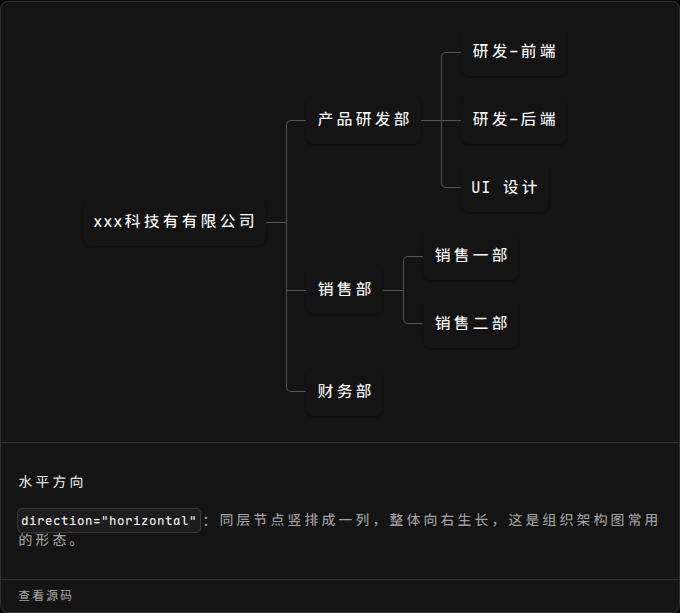 研发-前端
产品研发部
研发-后端
UI 设计
xxx科技有有限公司
销售一部
销售部
销售二部
财务部
水平方向
direction="horizontal"：同层节点竖排成一列，整体向右生长，这是组织架构图常用
的形态。
查看源码